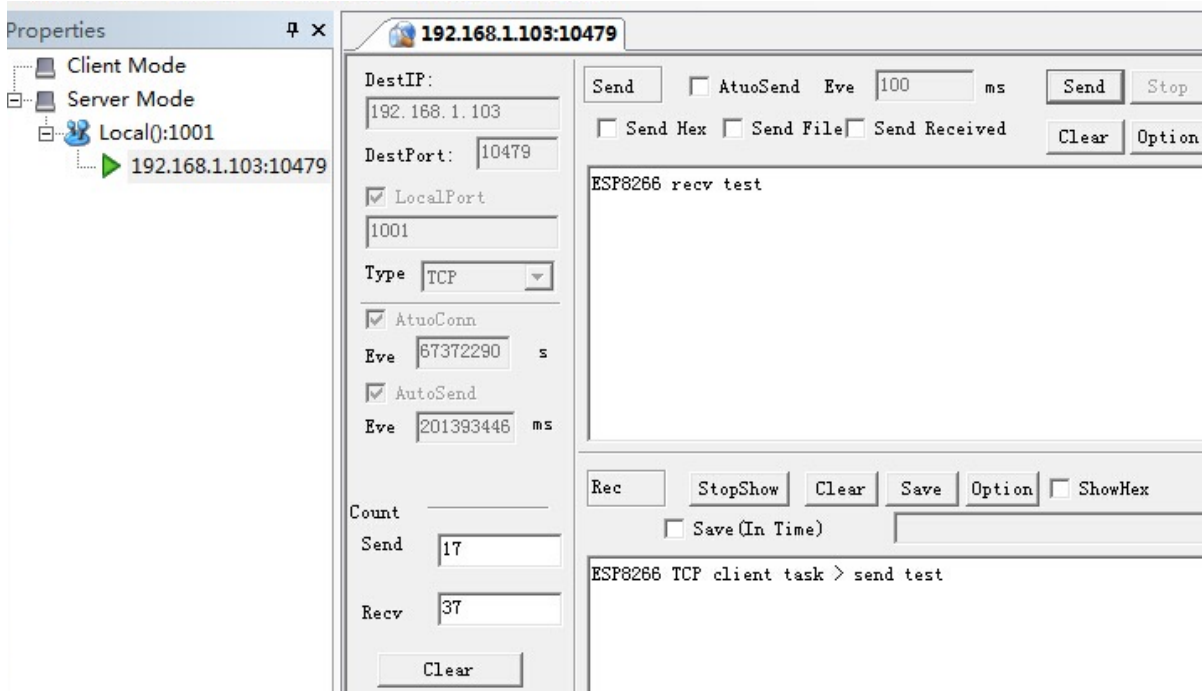 Properties
Client Mode
Server Mode
Local():1001
192.168.1.103:10479
192.168.1.103:10479
DestIP:
192.168.1.103
DestPort: 10479
LocalPort
1001
Type TCP
AtuoConn
Eve 67372290 s
AutoSend
Eve 201393446 ms
Count
Send 17
Recv 37
Clear
Send AtuoSend Eve 100 ms Send Stop
Send Hex Send File Send Received Clear Option
ESP8266 recv test
Rec StopShow Clear Save Option ShowHex
Save(In Time)
ESP8266 TCP client task > send test